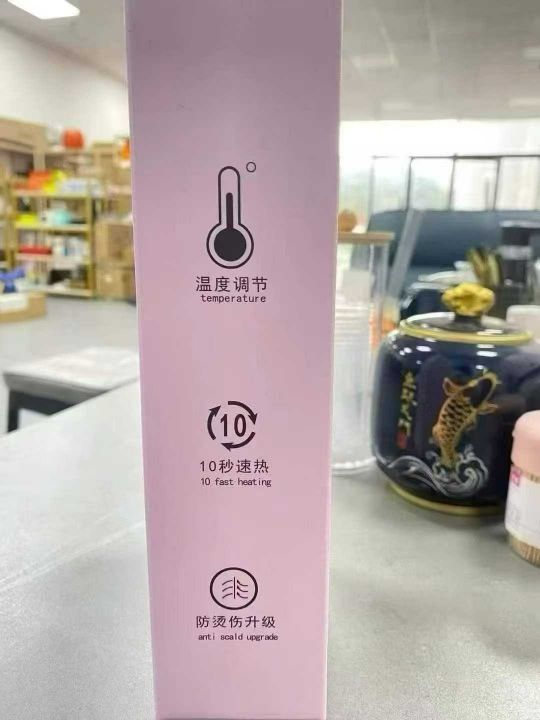 温度调节
temperature
10
10秒速热
10 fast heating
防烫伤升级
anti scald upgrade